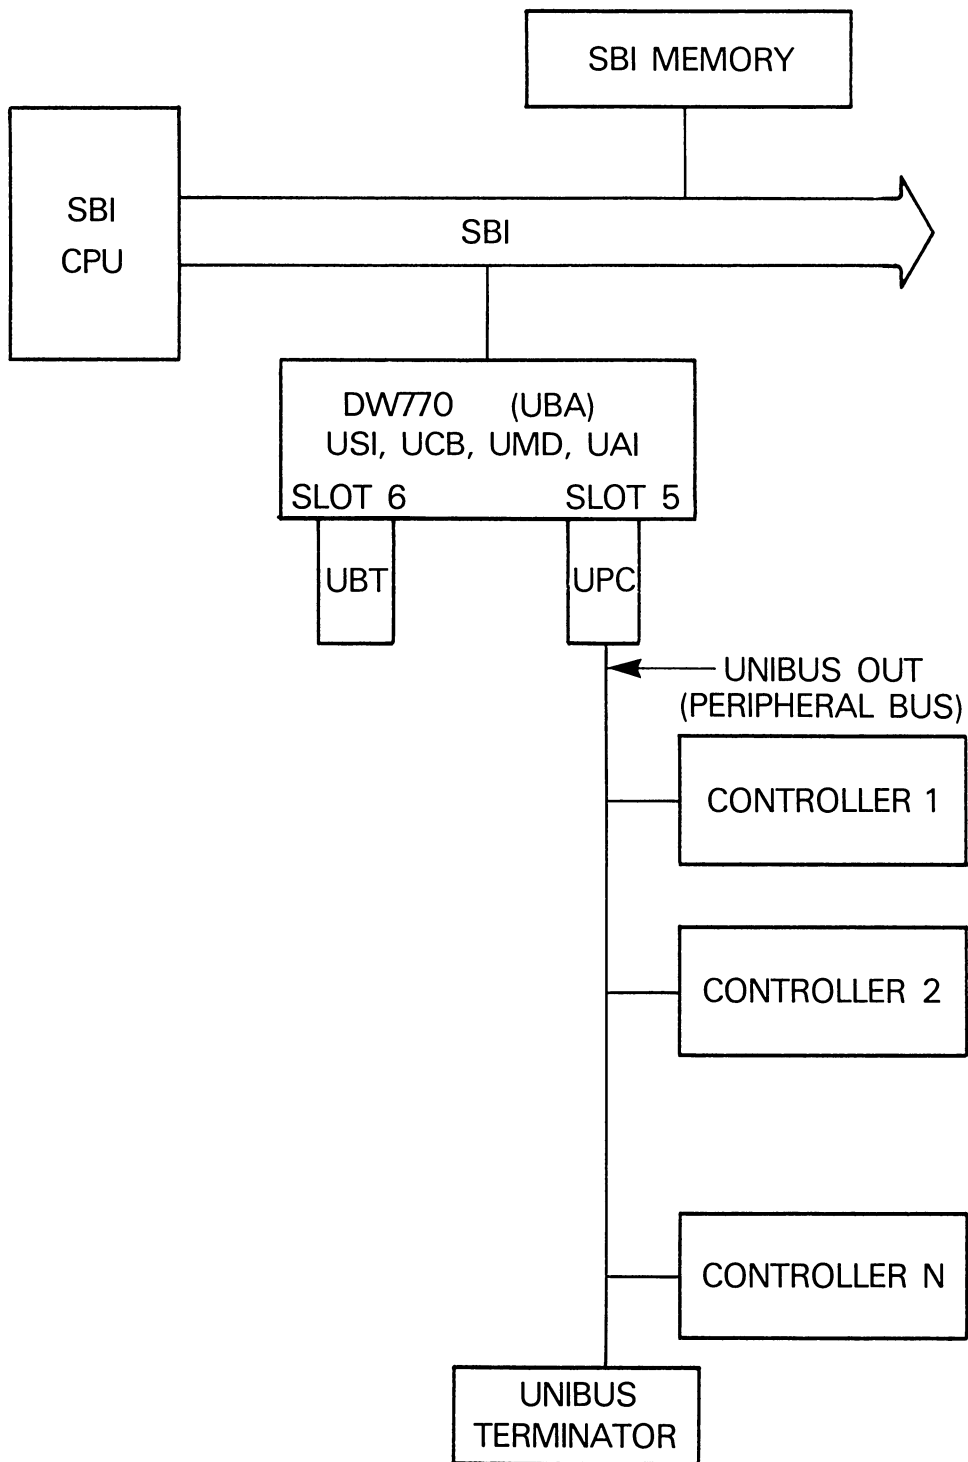 SBI MEMORY
SBI
CPU
SBI
DW770 (UBA)
USI, UCB, UMD, UAI
SLOT 6 SLOT 5
UBT UPC
UNIBUS OUT
(PERIPHERAL BUS)
CONTROLLER 1
CONTROLLER 2
CONTROLLER N
UNIBUS
TERMINATOR